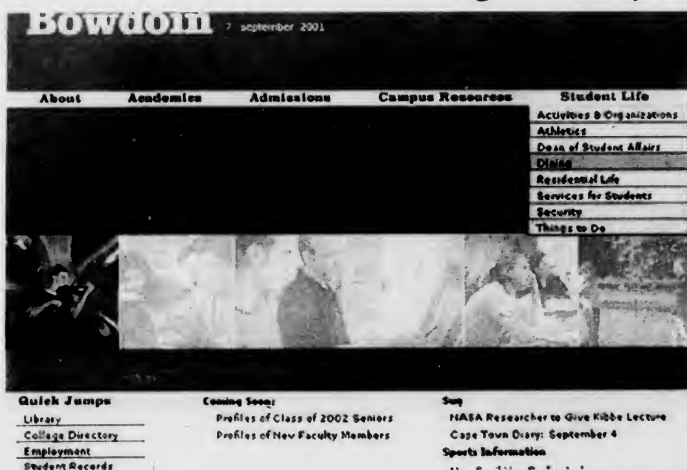 Bowdoin
7 september 2001
About Academics Admissions Campus Resources Student Life
Activities & Organizations
Athletics
Dean of Student Affairs
Dining
Residential Life
Services for Students
Security
Things to Do
Quick Jumps
Library
College Directory
Employment
Student Records
Coming Soon:
Profiles of Class of 2002 Seniors
Profiles of New Faculty Members
Sun
NASA Researcher to Give Kibbe Lecture
Cape Town Diary: September 4
Sports Information